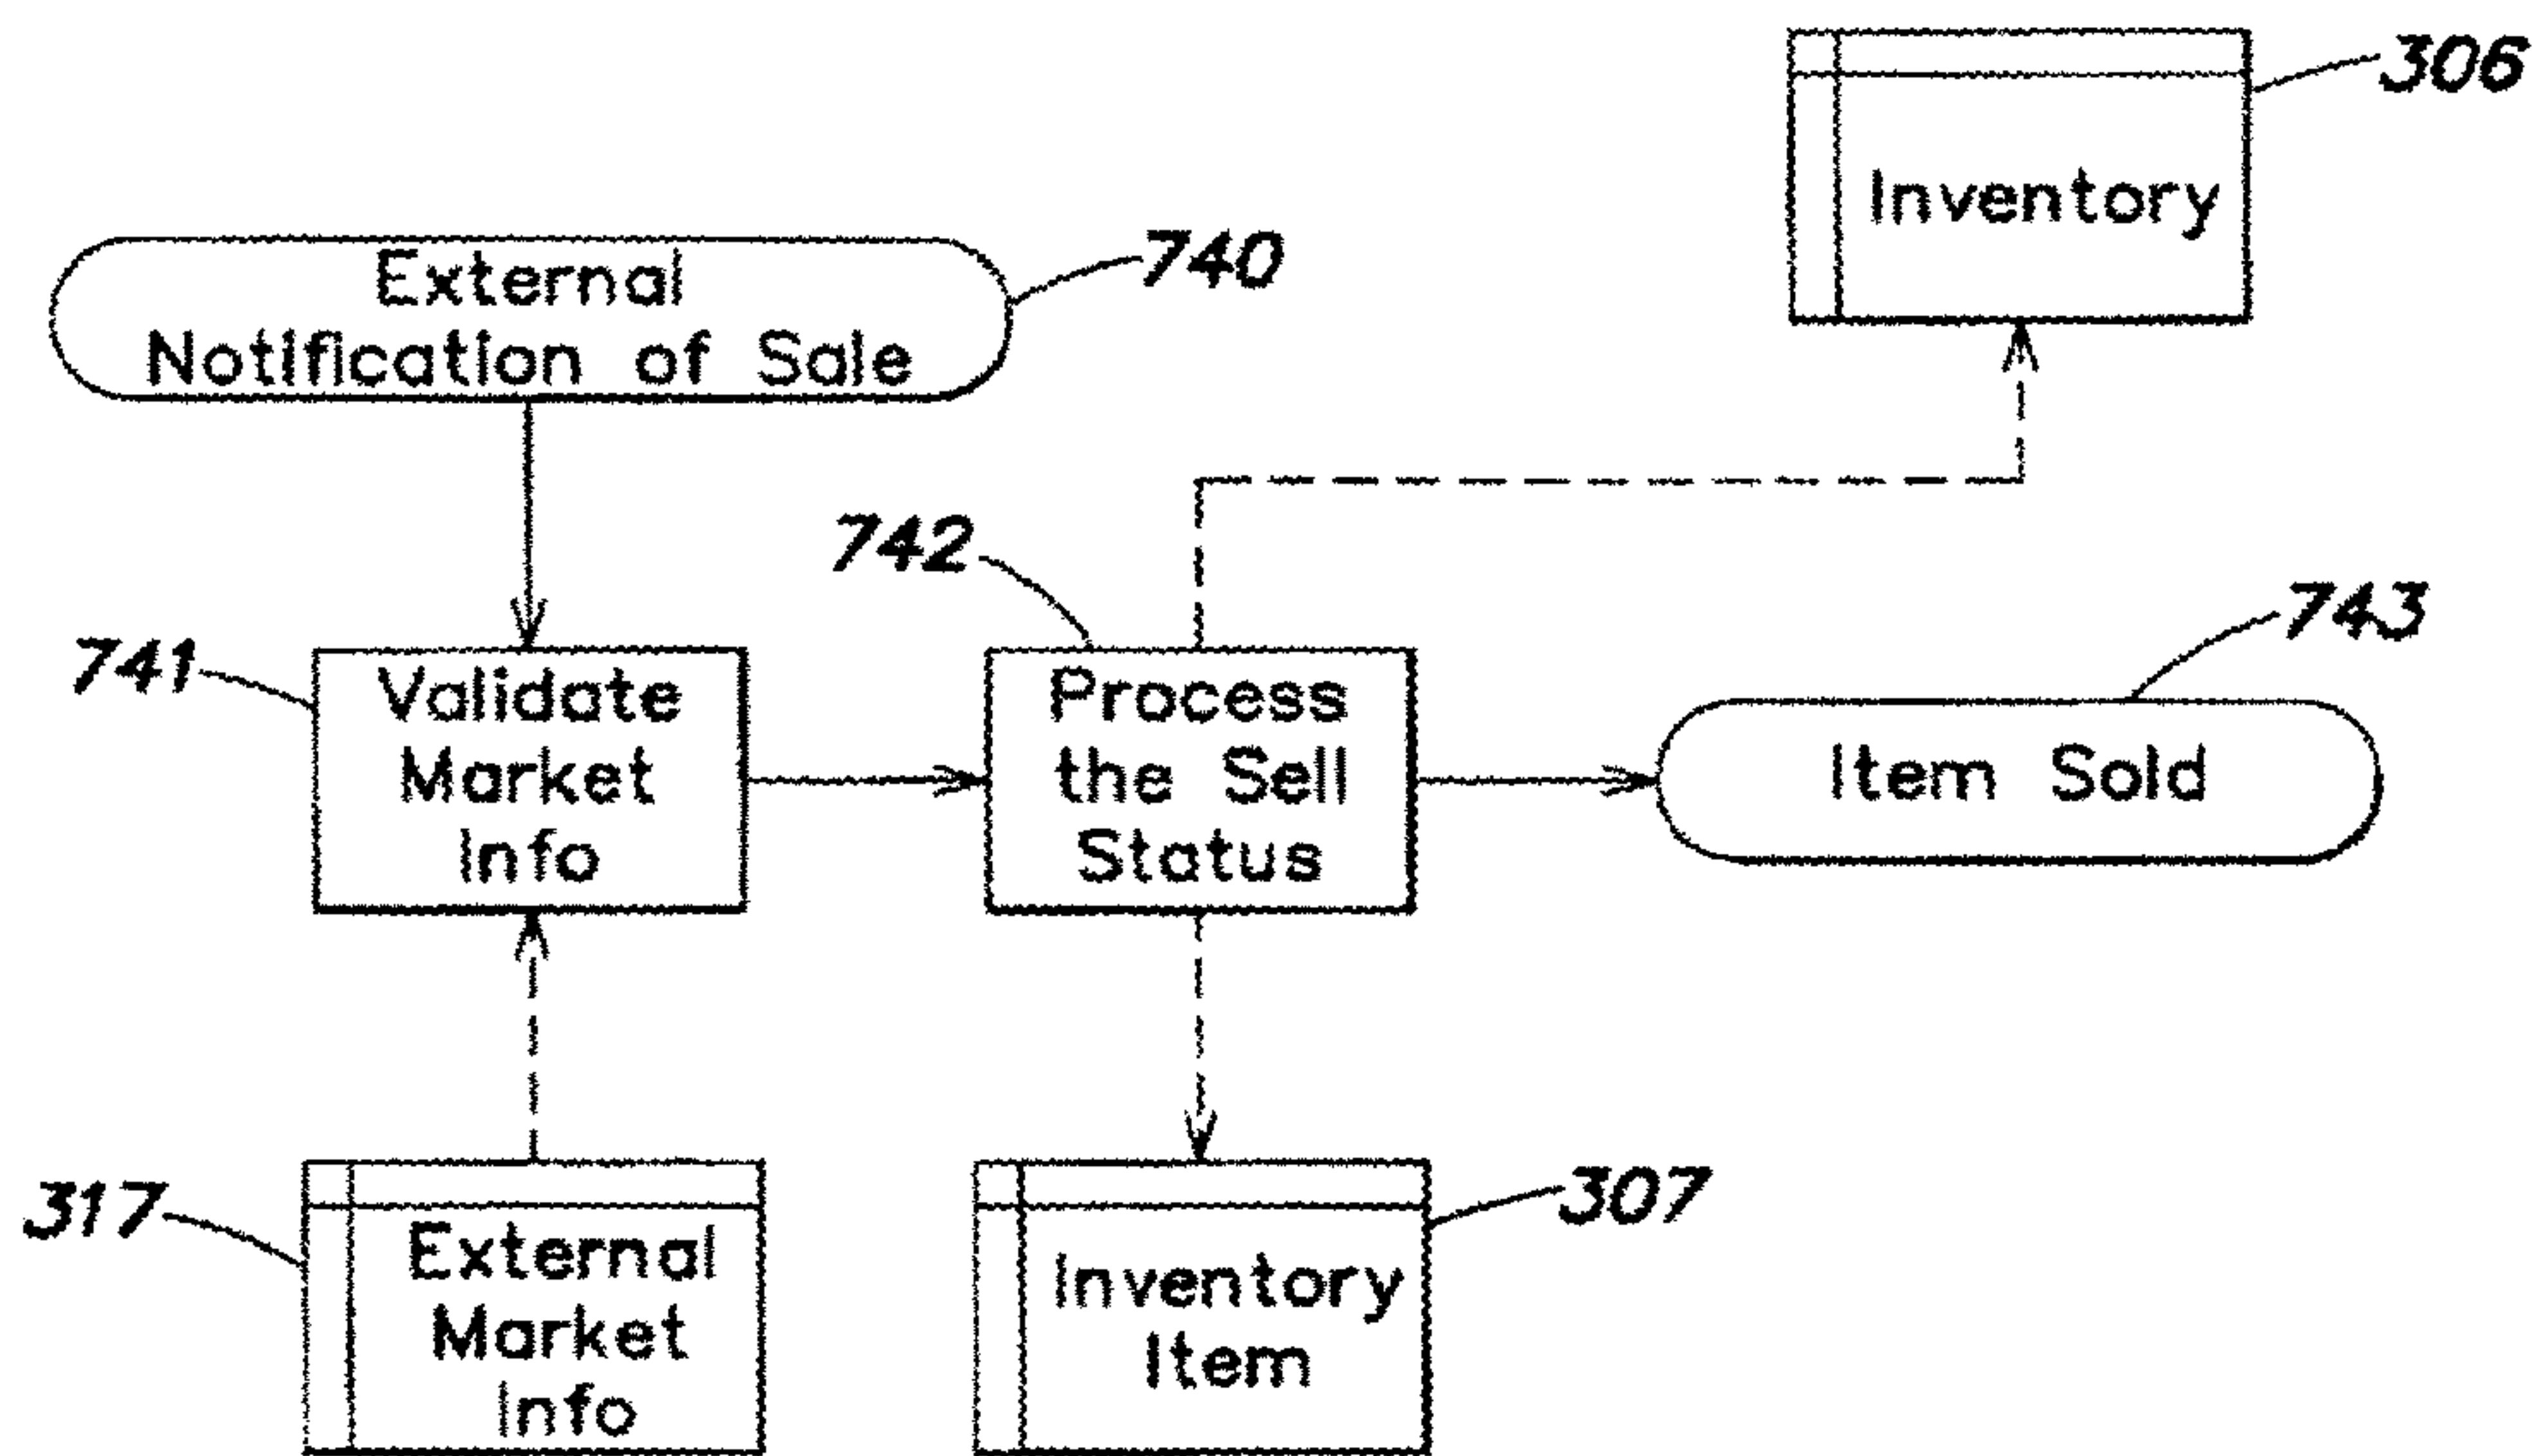 306
Inventory
740
External
Notification of Sale
742
743
741
Validate
Market
Info
Process
the Sell
Status
Item Sold
317
External
Market
Info
307
Inventory
Item